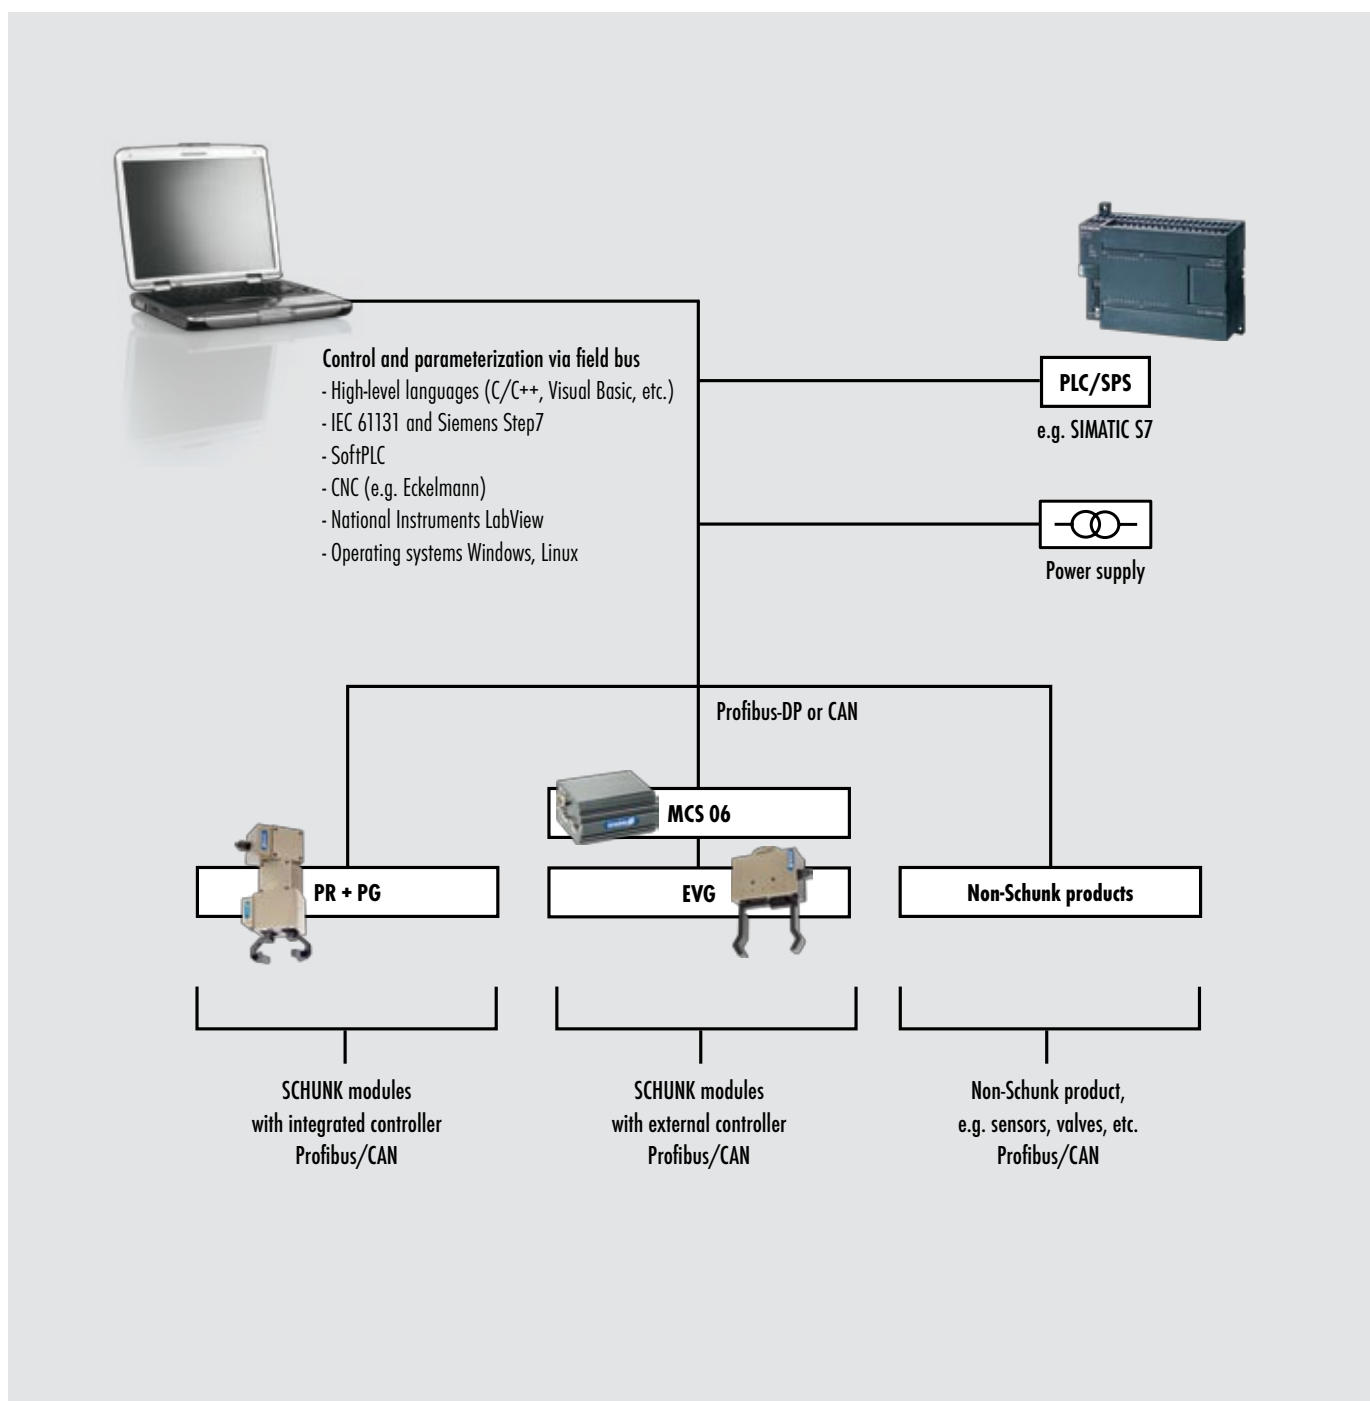 Control and parameterization via field bus
- High-level languages (C/C++, Visual Basic, etc.)
- IEC 61131 and Siemens Step7
- SoftPLC
- CNC (e.g. Eckelmann)
- National Instruments LabView
- Operating systems Windows, Linux
PLC/SPS
e.g. SIMATIC S7
Power supply
Profibus-DP or CAN
MCS 06
PR + PG
EVG
Non-Schunk products
SCHUNK modules
with integrated controller
Profibus/CAN
SCHUNK modules
with external controller
Profibus/CAN
Non-Schunk product,
e.g. sensors, valves, etc.
Profibus/CAN